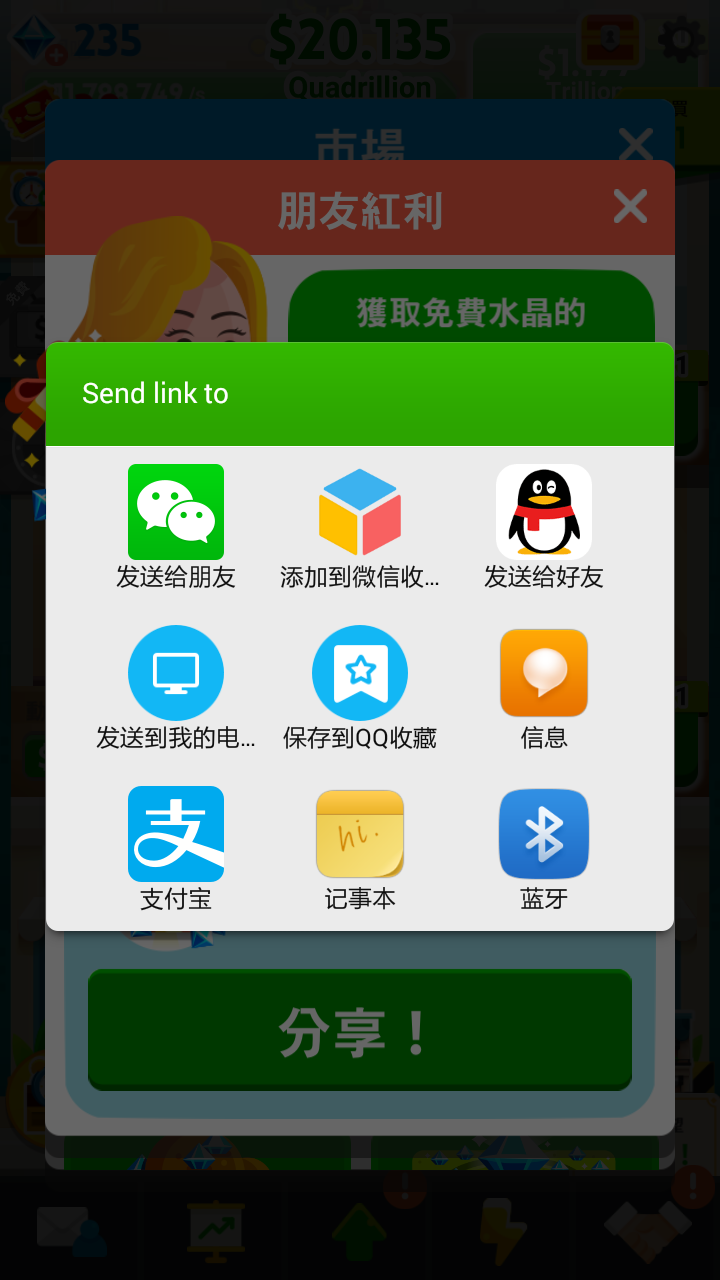 235
$20.135
Quadrillion
Trillion
市場
朋友紅利
獲取免費水晶的
Send link to
发送给朋友
添加到微信收...
发送给好友
发送到我的电...
保存到QQ收藏
信息
支
hi.
支付宝
记事本
蓝牙
分享！